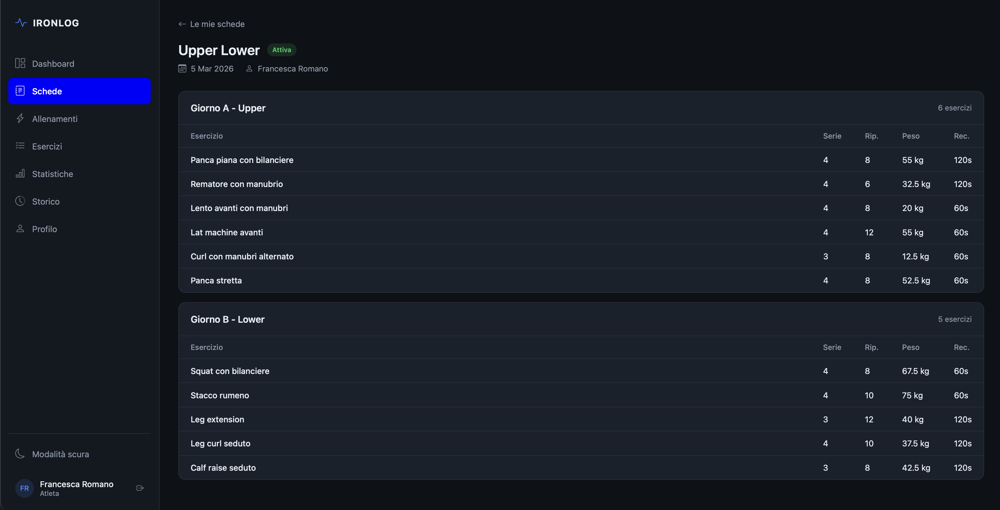 IRONLOG
Dashboard
Schede
Allenamenti
Esercizi
Statistiche
Storico
Profilo
Modalità scura
FR
Francesca Romano
Atleta
← Le mie schede
Upper Lower Attiva
5 Mar 2026 Francesca Romano
Giorno A - Upper 6 esercizi
Esercizio Serie Rip. Peso Rec.
Panca piana con bilanciere 4 8 55 kg 120s
Rematore con manubrio 4 6 32.5 kg 120s
Lento avanti con manubri 4 8 20 kg 60s
Lat machine avanti 4 12 55 kg 60s
Curl con manubri alternato 3 8 12.5 kg 60s
Panca stretta 4 8 52.5 kg 60s
Giorno B - Lower 5 esercizi
Esercizio Serie Rip. Peso Rec.
Squat con bilanciere 4 8 67.5 kg 60s
Stacco rumeno 4 10 75 kg 60s
Leg extension 3 12 40 kg 120s
Leg curl seduto 4 10 37.5 kg 120s
Calf raise seduto 3 8 42.5 kg 120s